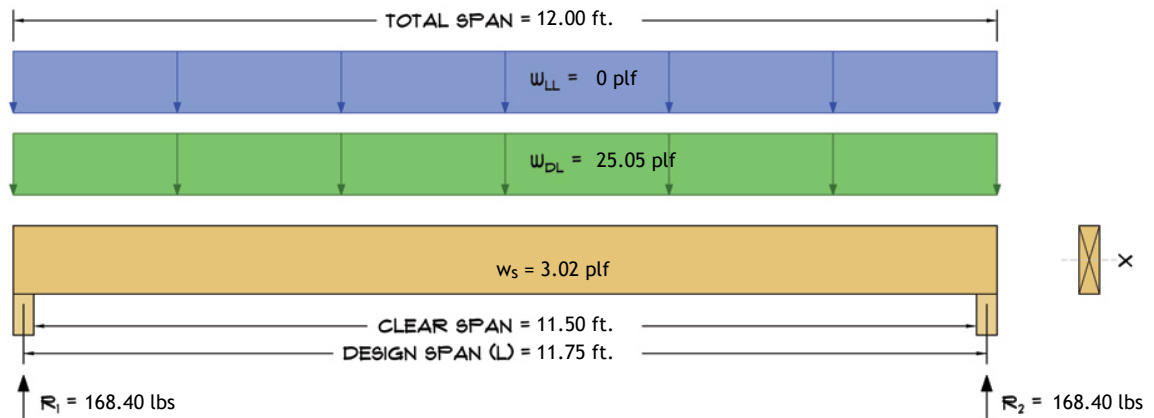 TOTAL SPAN = 12.00 ft.
wLL = 0 plf
wDL = 25.05 plf
ws = 3.02 plf
X
CLEAR SPAN = 11.50 ft.
DESIGN SPAN (L) = 11.75 ft.
R1 = 168.40 lbs
R2 = 168.40 lbs